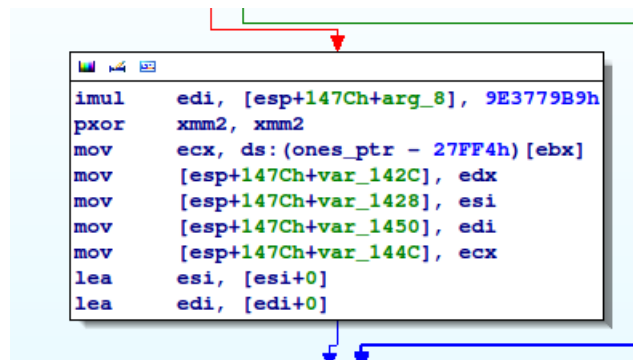 imul    edi, [esp+147Ch+arg_8], 9E3779B9h
pxor    xmm2, xmm2
mov     ecx, ds:(ones_ptr - 27FF4h)[ebx]
mov     [esp+147Ch+var_142C], edx
mov     [esp+147Ch+var_1428], esi
mov     [esp+147Ch+var_1450], edi
mov     [esp+147Ch+var_144C], ecx
lea     esi, [esi+0]
lea     edi, [edi+0]